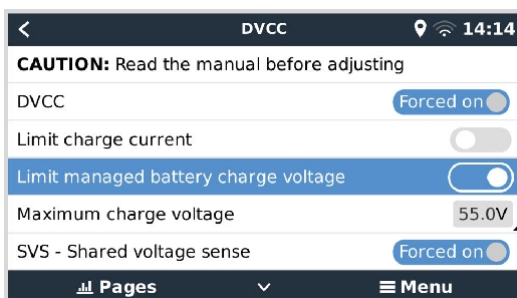 DVCC 14:14
CAUTION: Read the manual before adjusting
DVCC Forced on
Limit charge current
Limit managed battery charge voltage
Maximum charge voltage 55.0V
SVS - Shared voltage sense Forced on
Pages Menu